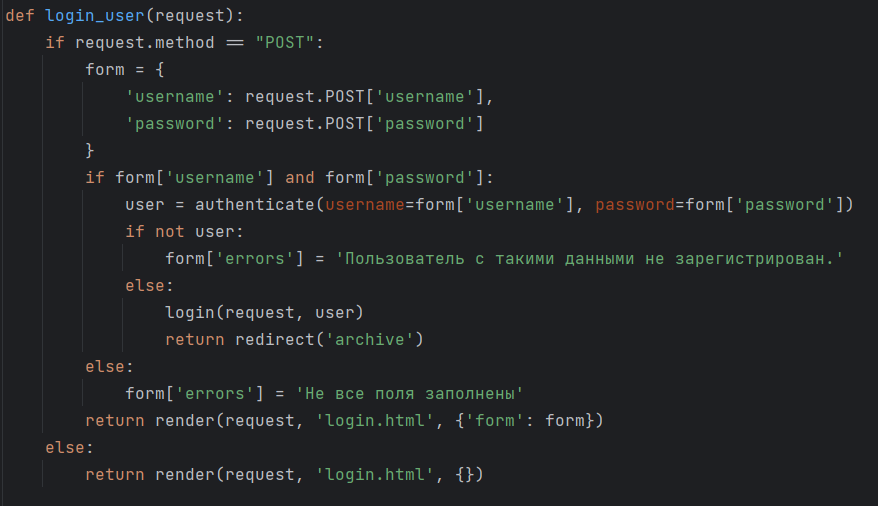 def login_user(request):
    if request.method == "POST":
        form = {
            'username': request.POST['username'],
            'password': request.POST['password']
        }
        if form['username'] and form['password']:
            user = authenticate(username=form['username'], password=form['password'])
            if not user:
                form['errors'] = 'Пользователь с такими данными не зарегистрирован.'
            else:
                login(request, user)
                return redirect('archive')
        else:
            form['errors'] = 'Не все поля заполнены'
        return render(request, 'login.html', {'form': form})
    else:
        return render(request, 'login.html', {})